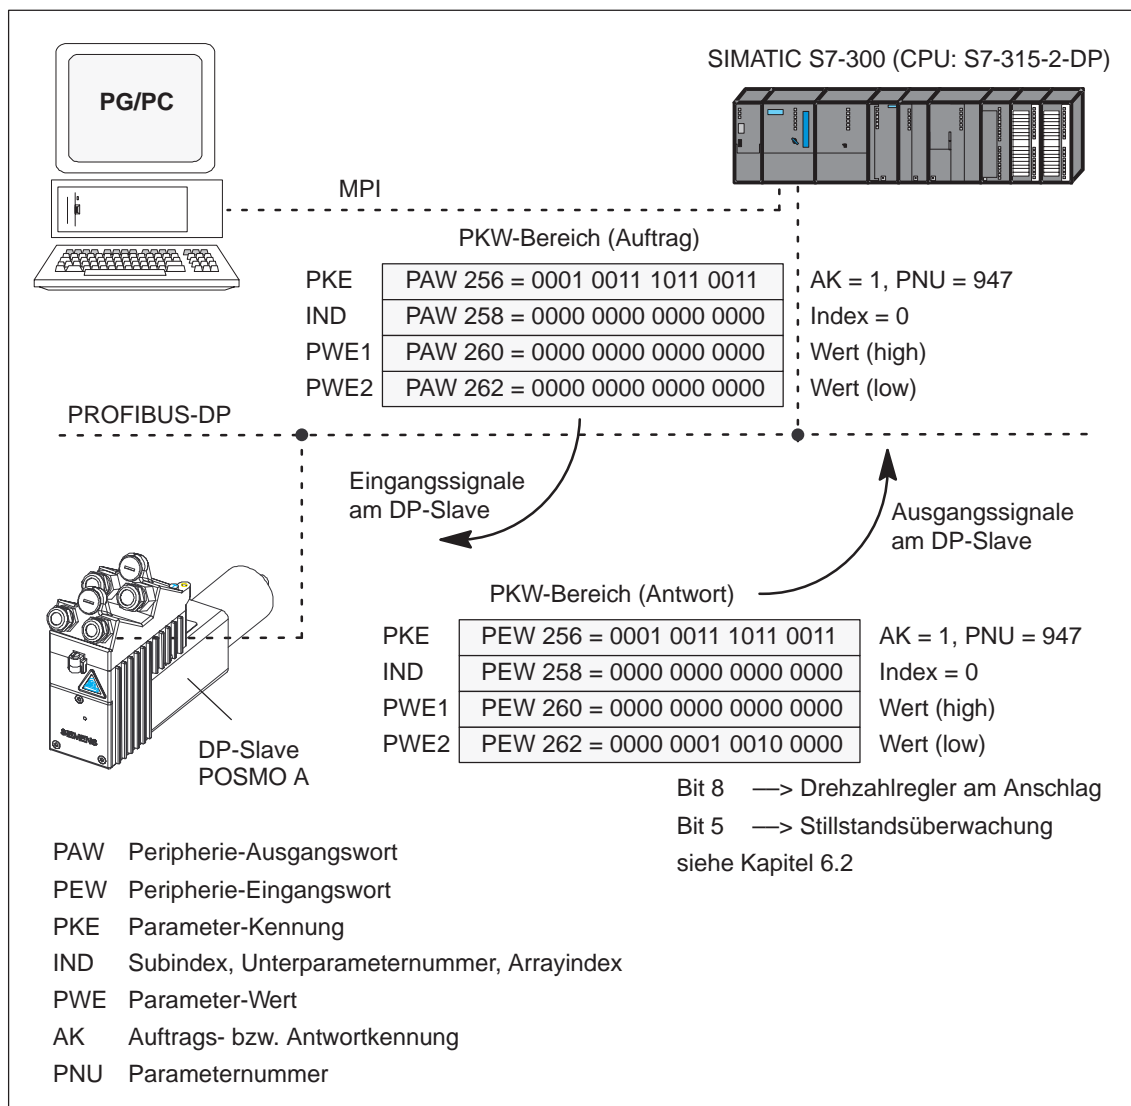 SIMATIC S7-300 (CPU: S7-315-2-DP)
PG/PC
MPI
PKW-Bereich (Auftrag)
PKE PAW 256 = 0001 0011 1011 0011 AK = 1, PNU = 947
IND PAW 258 = 0000 0000 0000 0000 Index = 0
PWE1 PAW 260 = 0000 0000 0000 0000 Wert (high)
PWE2 PAW 262 = 0000 0000 0000 0000 Wert (low)
PROFIBUS-DP
Eingangssignale
am DP-Slave
Ausgangssignale
am DP-Slave
PKW-Bereich (Antwort)
PKE PEW 256 = 0001 0011 1011 0011 AK = 1, PNU = 947
IND PEW 258 = 0000 0000 0000 0000 Index = 0
PWE1 PEW 260 = 0000 0000 0000 0000 Wert (high)
PWE2 PEW 262 = 0000 0001 0010 0000 Wert (low)
SIEMENS
DP-Slave
POSMO A
Bit 8 —> Drehzahlregler am Anschlag
Bit 5 —> Stillstandsüberwachung
siehe Kapitel 6.2
PAW Peripherie-Ausgangswort
PEW Peripherie-Eingangswort
PKE Parameter-Kennung
IND Subindex, Unterparameternummer, Arrayindex
PWE Parameter-Wert
AK Auftrags- bzw. Antwortkennung
PNU Parameternummer